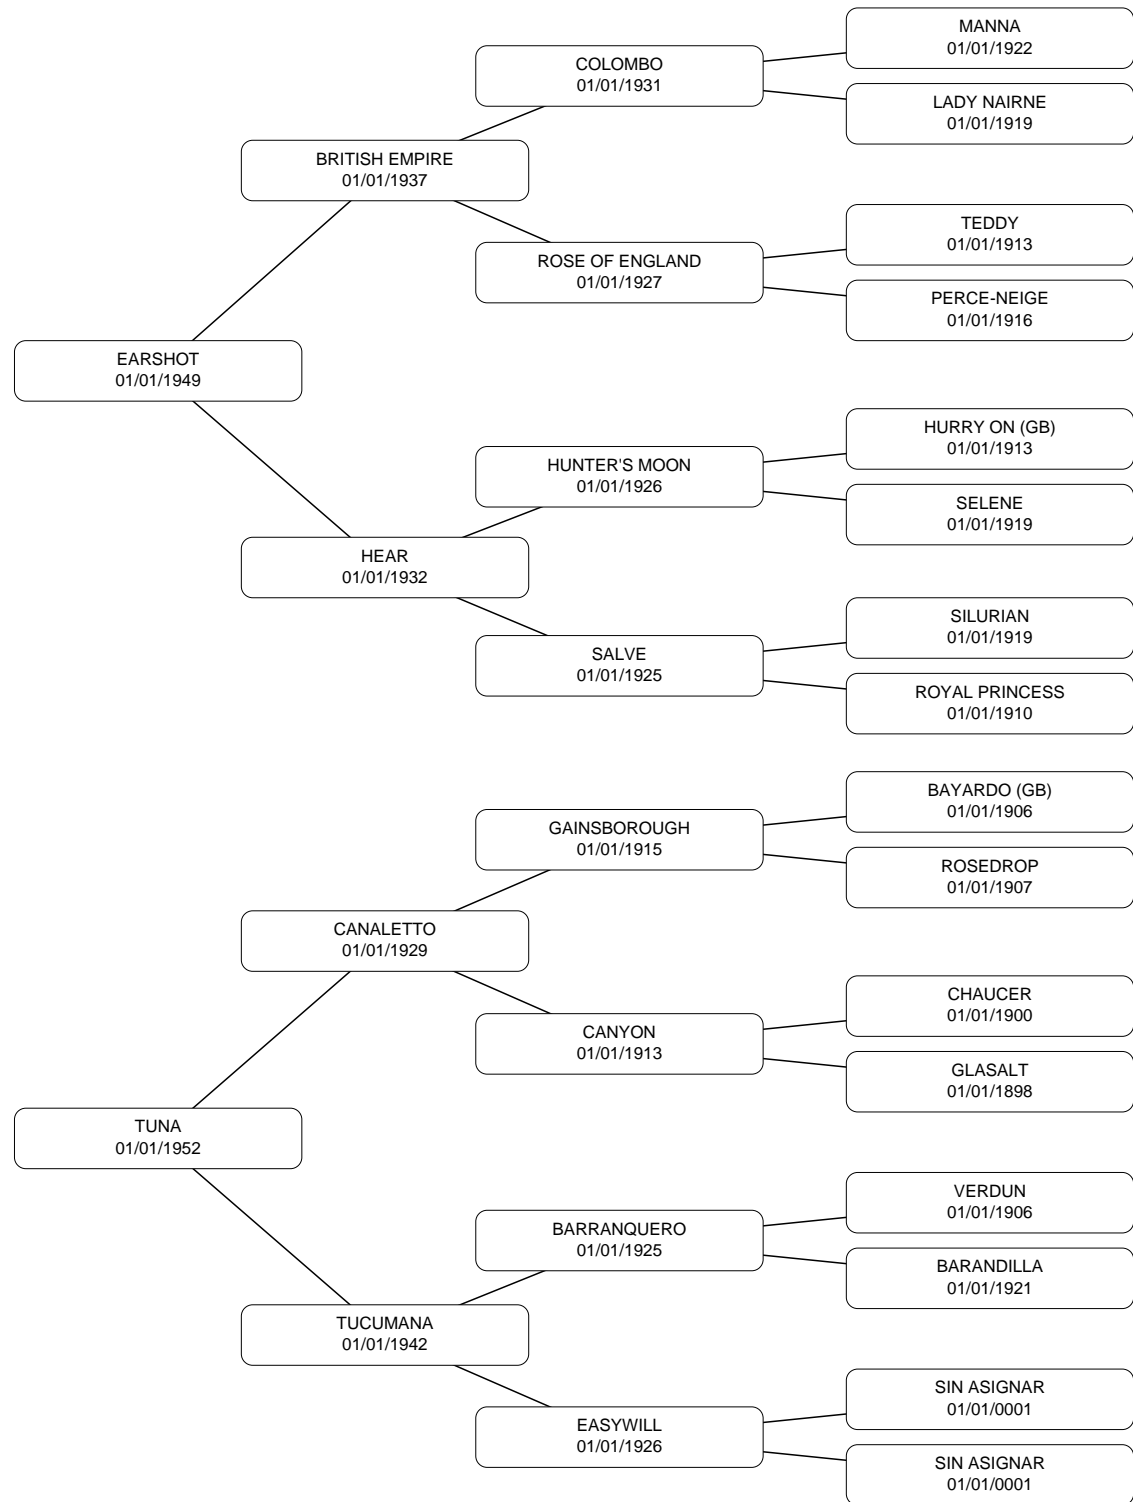 MANNA
01/01/1922
COLOMBO
01/01/1931
LADY NAIRNE
01/01/1919
BRITISH EMPIRE
01/01/1937
TEDDY
01/01/1913
ROSE OF ENGLAND
01/01/1927
PERCE-NEIGE
01/01/1916
EARSHOT
01/01/1949
HURRY ON (GB)
01/01/1913
HUNTER'S MOON
01/01/1926
SELENE
01/01/1919
HEAR
01/01/1932
SILURIAN
01/01/1919
SALVE
01/01/1925
ROYAL PRINCESS
01/01/1910
BAYARDO (GB)
01/01/1906
GAINSBOROUGH
01/01/1915
ROSEDROP
01/01/1907
CANALETTO
01/01/1929
CHAUCER
01/01/1900
CANYON
01/01/1913
GLASALT
01/01/1898
TUNA
01/01/1952
VERDUN
01/01/1906
BARRANQUERO
01/01/1925
BARANDILLA
01/01/1921
TUCUMANA
01/01/1942
SIN ASIGNAR
01/01/0001
EASYWILL
01/01/1926
SIN ASIGNAR
01/01/0001